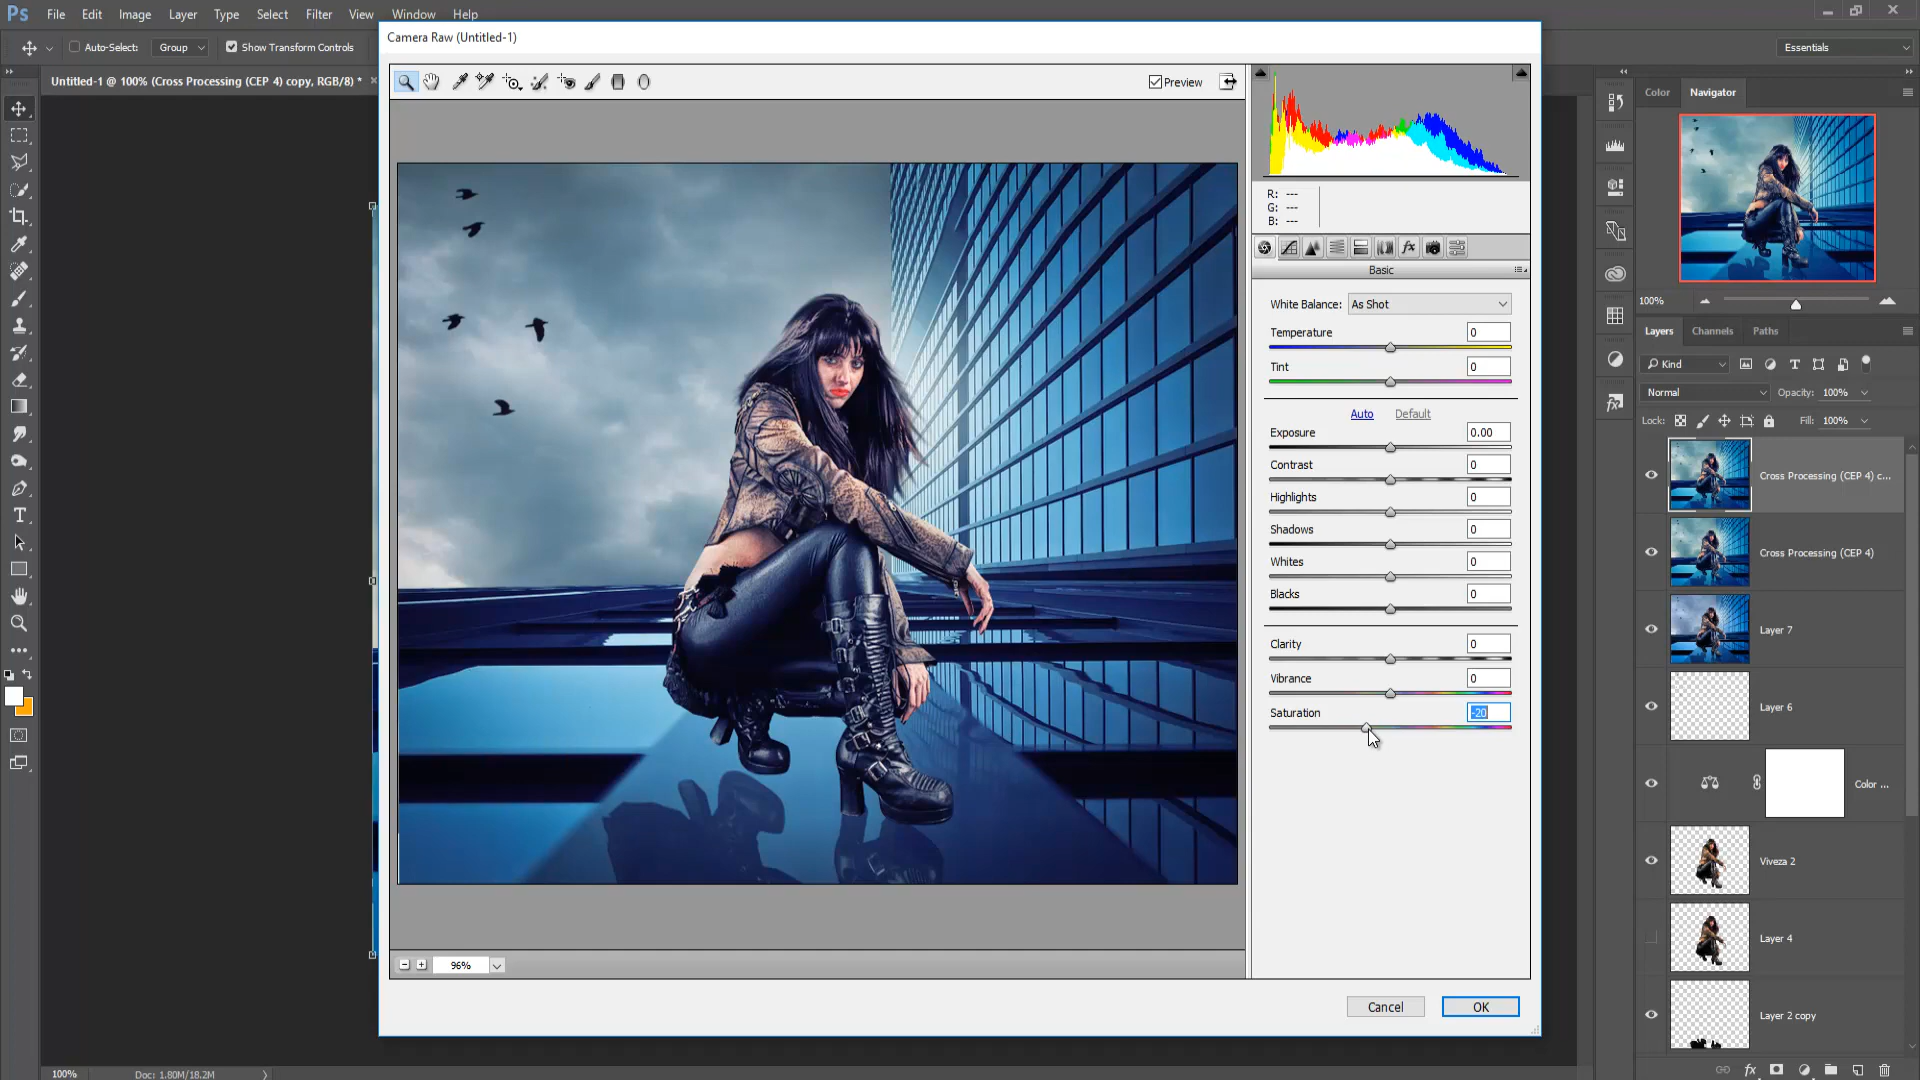 Ps File Edit Image Layer Type Select Filter View Window Help
Auto-Select: Group Show Transform Controls Essentials
Untitled-1 @ 100% (Cross Processing (CEP 4) copy, RGB/8) *
Camera Raw (Untitled-1)
Preview
R: ---
G: ---
B: ---
Basic
White Balance: As Shot
Temperature 0
Tint 0
Auto Default
Exposure 0.00
Contrast 0
Highlights 0
Shadows 0
Whites 0
Blacks 0
Clarity 0
Vibrance 0
Saturation -20
96%
Cancel OK
Color Navigator
100%
Layers Channels Paths
Kind
Normal Opacity: 100%
Lock: Fill: 100%
Cross Processing (CEP 4) c...
Cross Processing (CEP 4)
Layer 7
Layer 6
Color ...
Viveza 2
Layer 4
Layer 2 copy
fx
100% Doc: 1.80M/18.2M